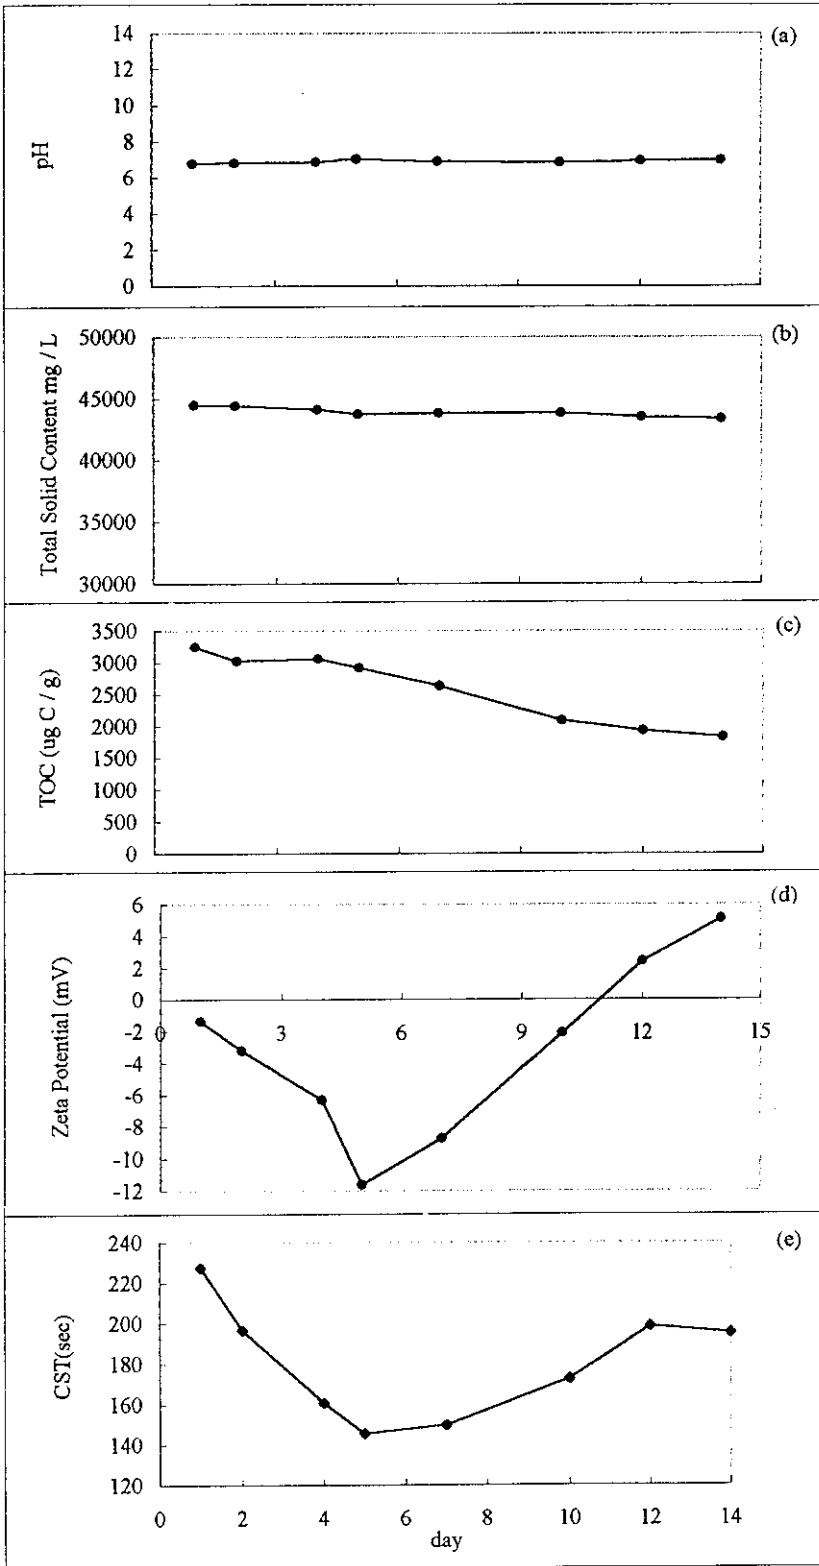 (a)
14
12
10
8
6
4
2
0
pH
(b)
50000
45000
40000
35000
30000
Total Solid Content mg / L
(c)
3500
3000
2500
2000
1500
1000
500
0
TOC (ug C / g)
(d)
6
4
2
0
-2
-4
-6
-8
-10
-12
0 3 6 9 12 15
Zeta Potential (mV)
(e)
240
220
200
180
160
140
120
CST(sec)
0 2 4 6 8 10 12 14
day